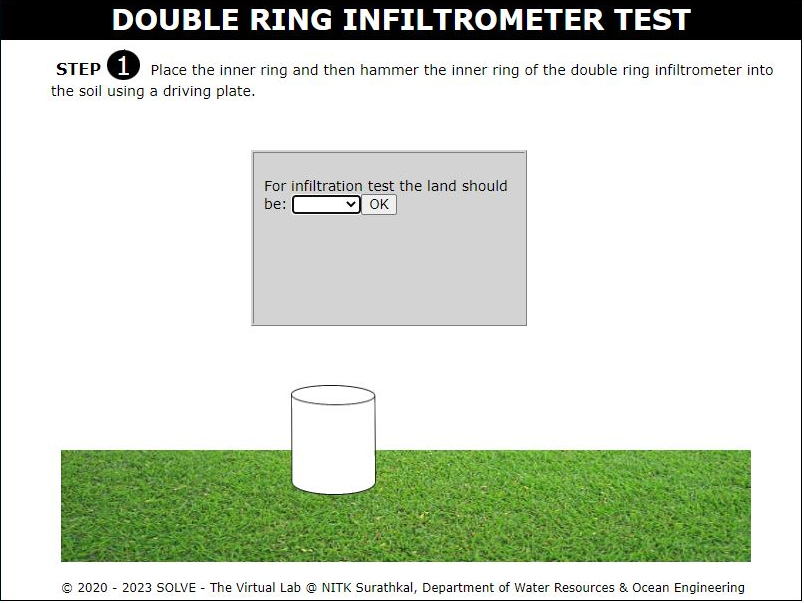 DOUBLE RING INFILTROMETER TEST
STEP 1 Place the inner ring and then hammer the inner ring of the double ring infiltrometer into
the soil using a driving plate.
For infiltration test the land should
be: OK
© 2020 - 2023 SOLVE - The Virtual Lab @ NITK Surathkal, Department of Water Resources & Ocean Engineering